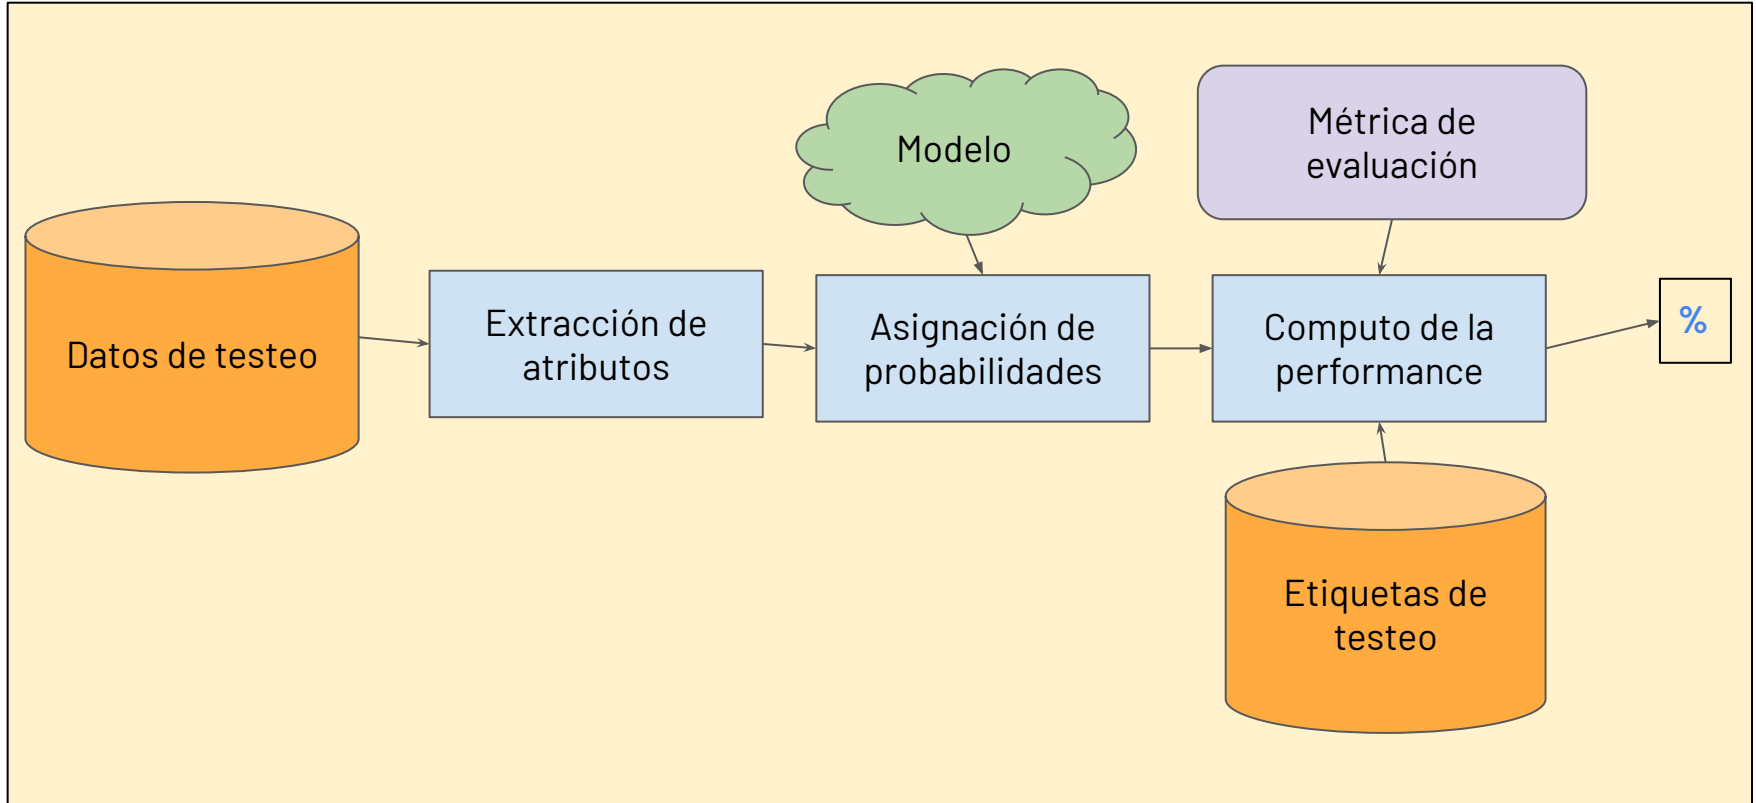 Modelo
Métrica de
evaluación
Datos de testeo
Extracción de
atributos
Asignación de
probabilidades
Computo de la
performance
%
Etiquetas de
testeo